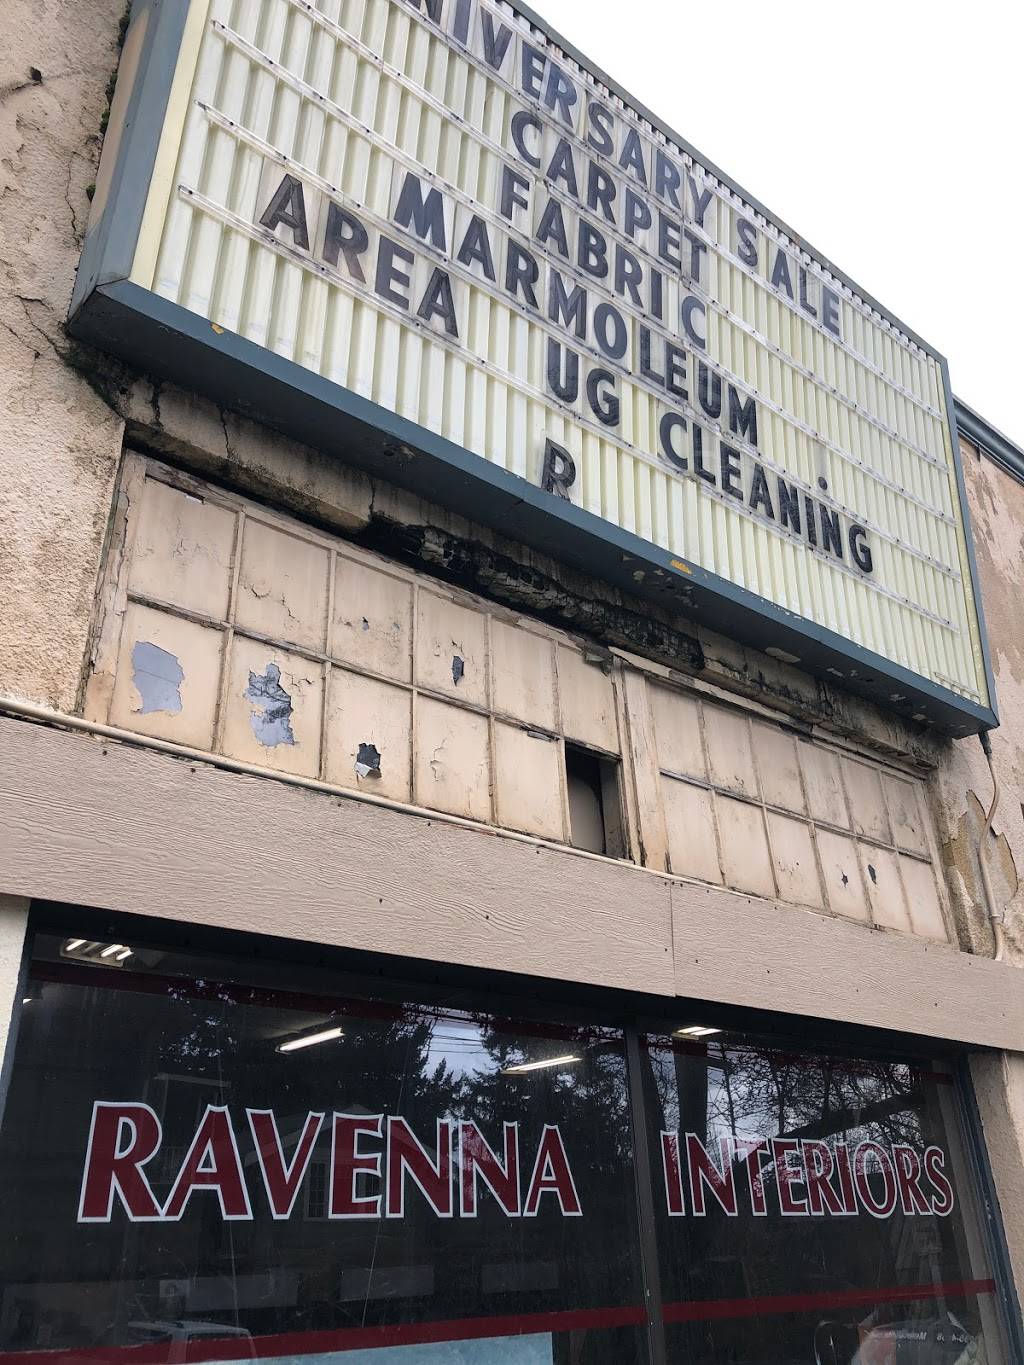 NIVERSARY SALE
CARPET
FABRIC
MARMOLEUM
AREA UG CLEANING
R
RAVENNA INTERIORS